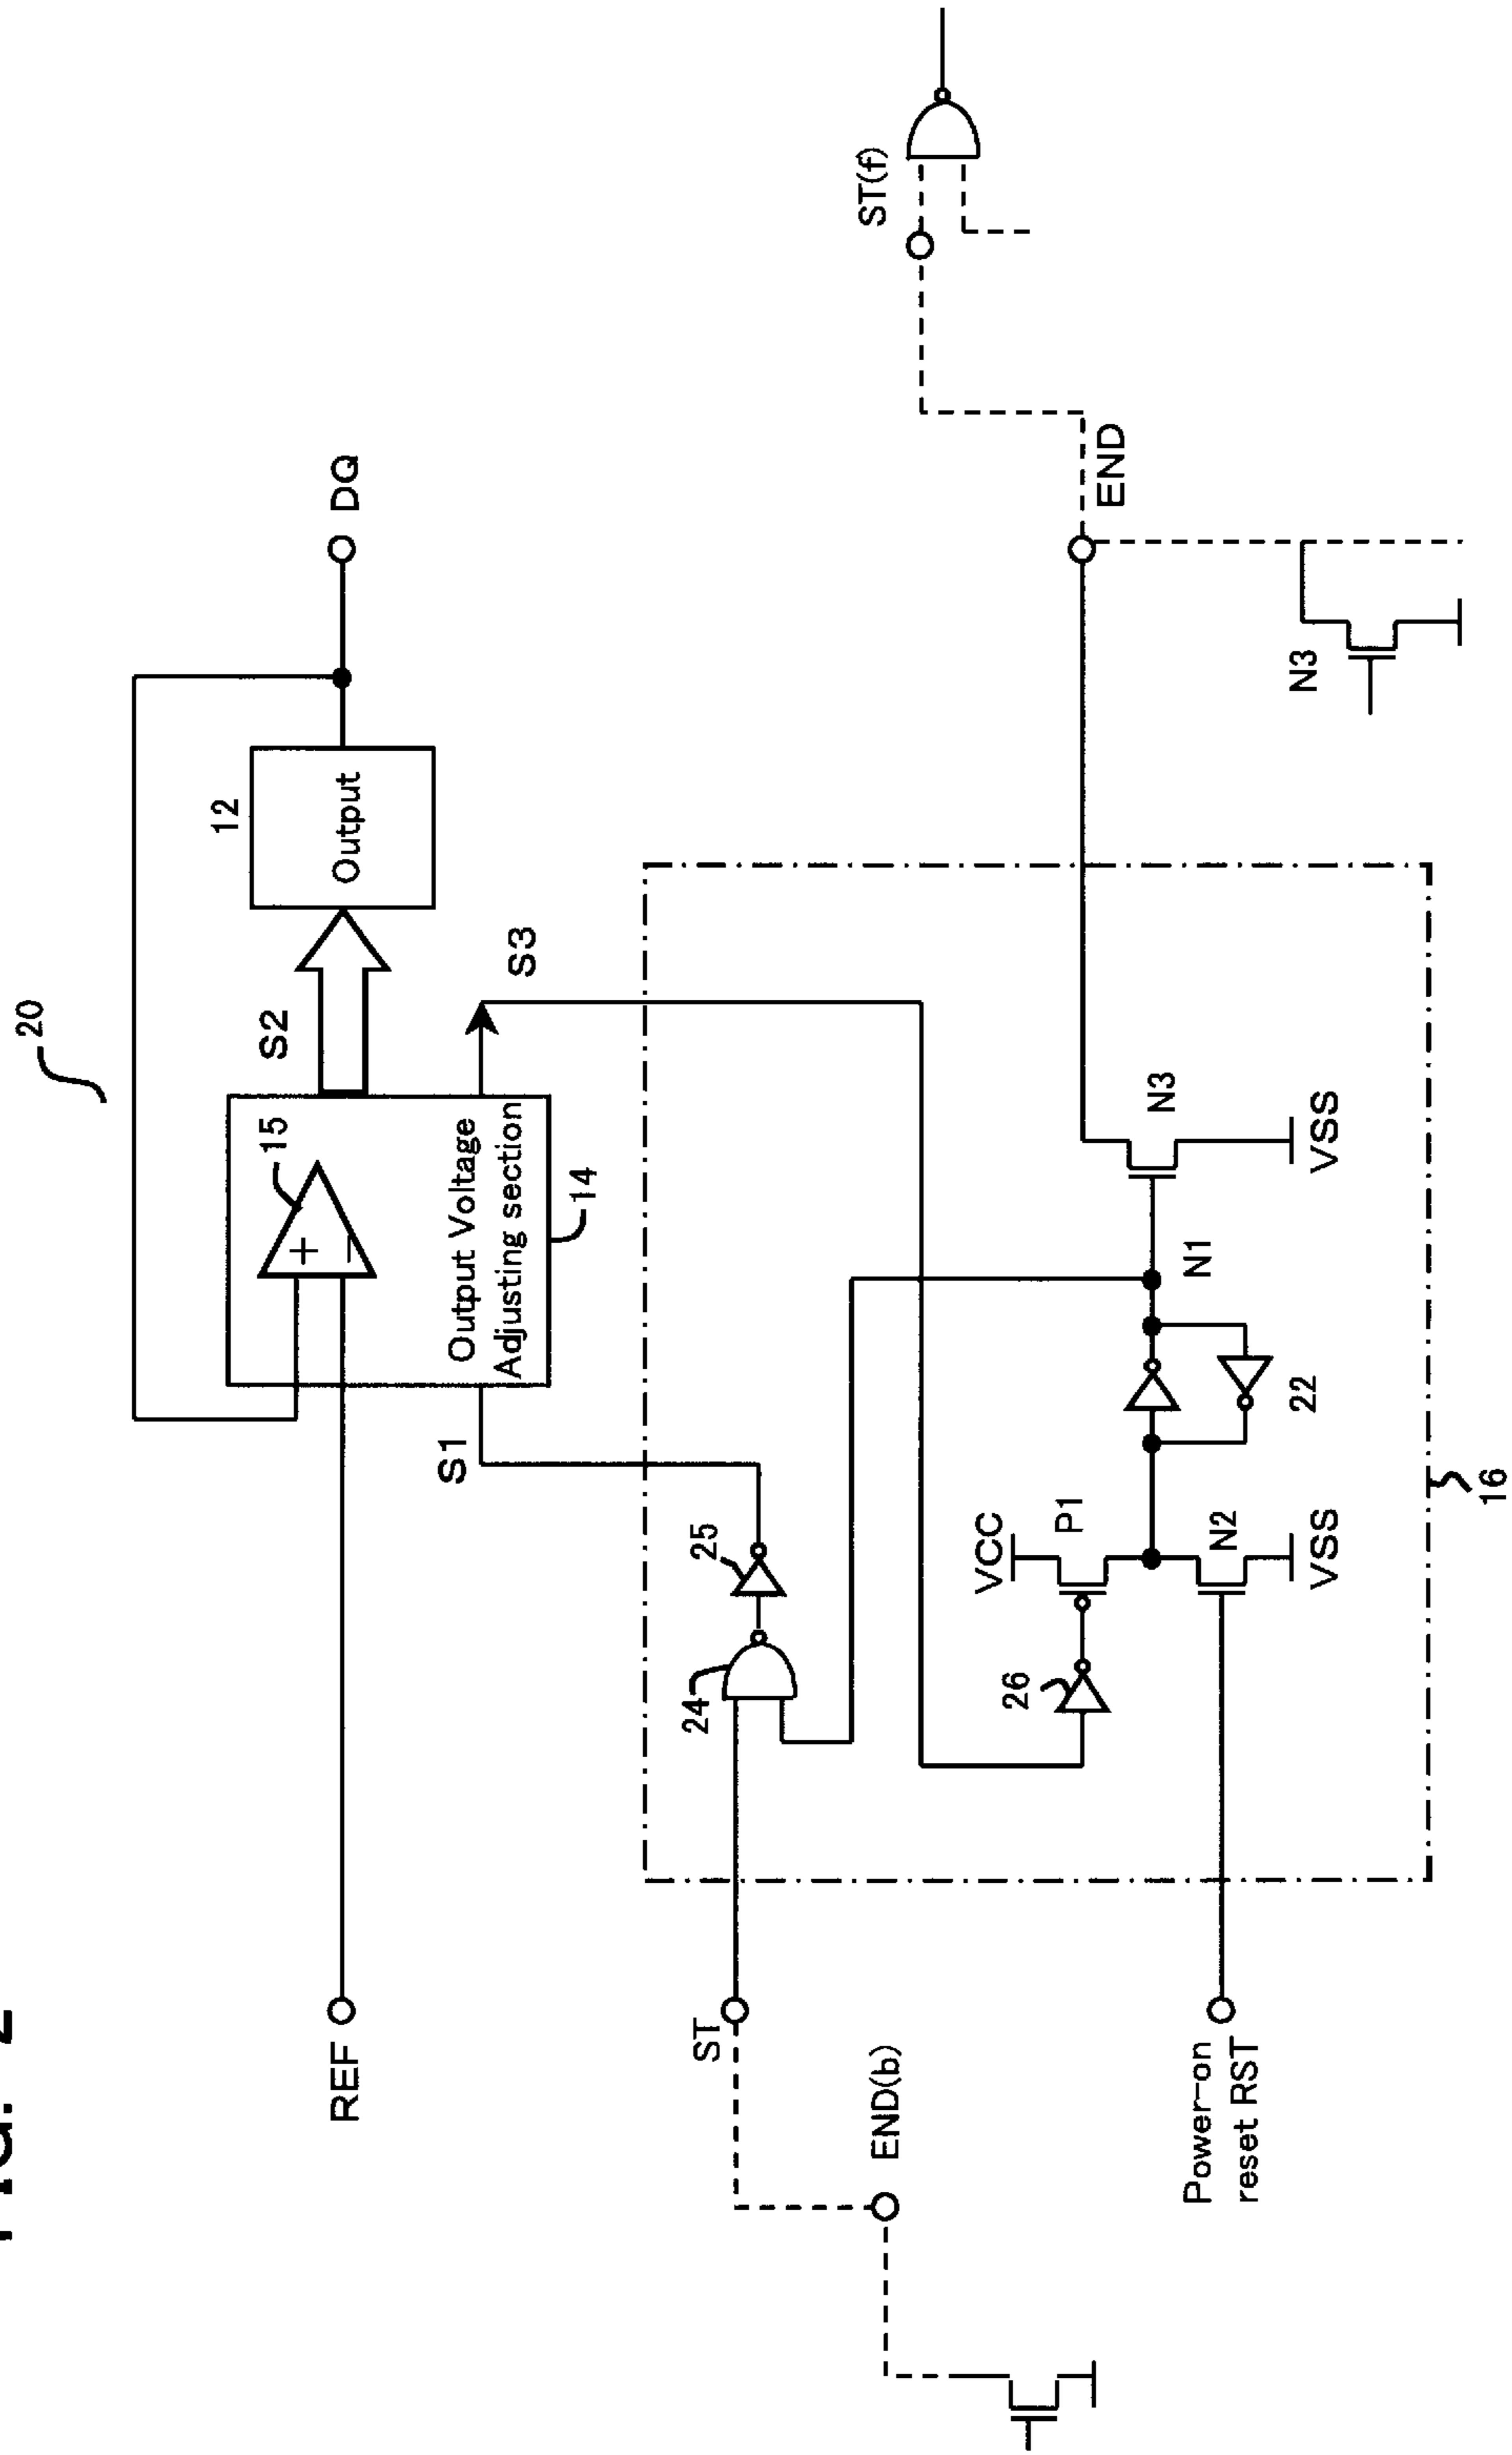 20
12
Output
DQ
S2
15
Output Voltage
Adjusting section
14
S3
S1
REF
ST
24
25
VCC
P1
26
N2
VSS
22
N1
N3
VSS
16
END(b)
Power-on
reset RST
END
N3
ST(f)